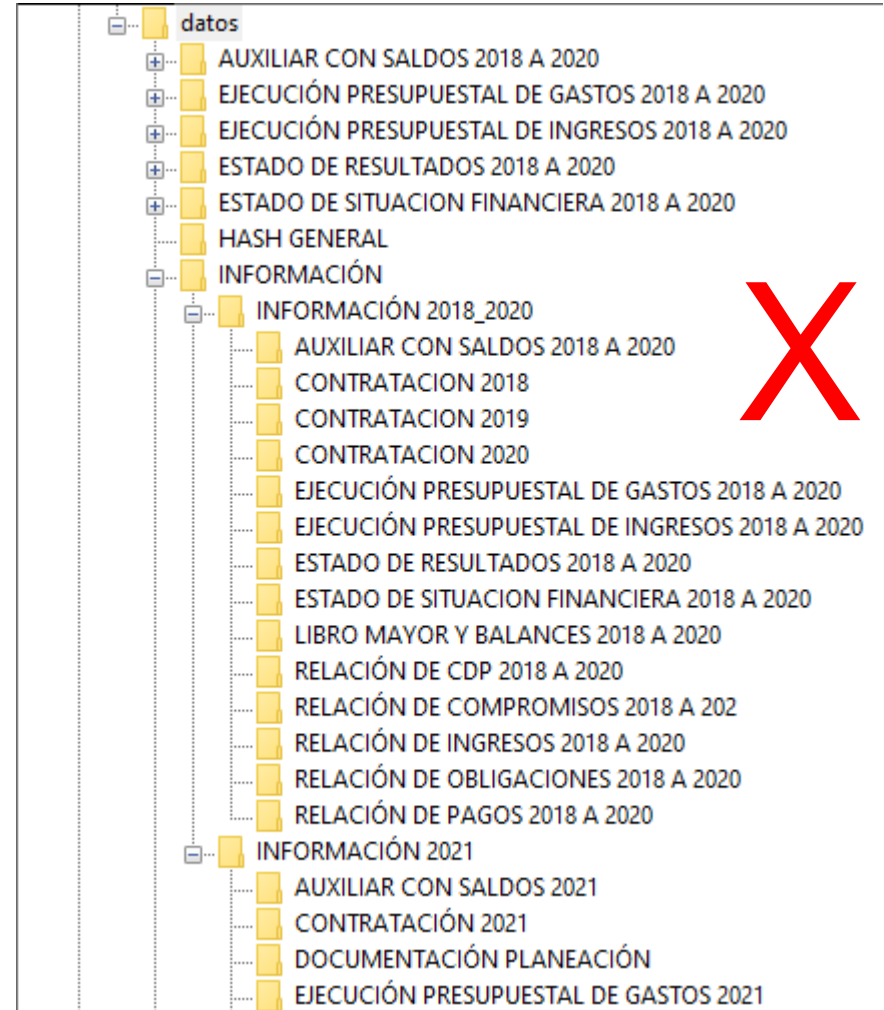 datos
AUXILIAR CON SALDOS 2018 A 2020
EJECUCIÓN PRESUPUESTAL DE GASTOS 2018 A 2020
EJECUCIÓN PRESUPUESTAL DE INGRESOS 2018 A 2020
ESTADO DE RESULTADOS 2018 A 2020
ESTADO DE SITUACION FINANCIERA 2018 A 2020
HASH GENERAL
INFORMACIÓN
INFORMACIÓN 2018_2020
X
AUXILIAR CON SALDOS 2018 A 2020
CONTRATACION 2018
CONTRATACION 2019
CONTRATACION 2020
EJECUCIÓN PRESUPUESTAL DE GASTOS 2018 A 2020
EJECUCIÓN PRESUPUESTAL DE INGRESOS 2018 A 2020
ESTADO DE RESULTADOS 2018 A 2020
ESTADO DE SITUACION FINANCIERA 2018 A 2020
LIBRO MAYOR Y BALANCES 2018 A 2020
RELACIÓN DE CDP 2018 A 2020
RELACIÓN DE COMPROMISOS 2018 A 202
RELACIÓN DE INGRESOS 2018 A 2020
RELACIÓN DE OBLIGACIONES 2018 A 2020
RELACIÓN DE PAGOS 2018 A 2020
INFORMACIÓN 2021
AUXILIAR CON SALDOS 2021
CONTRATACIÓN 2021
DOCUMENTACIÓN PLANEACIÓN
EJECUCIÓN PRESUPUESTAL DE GASTOS 2021